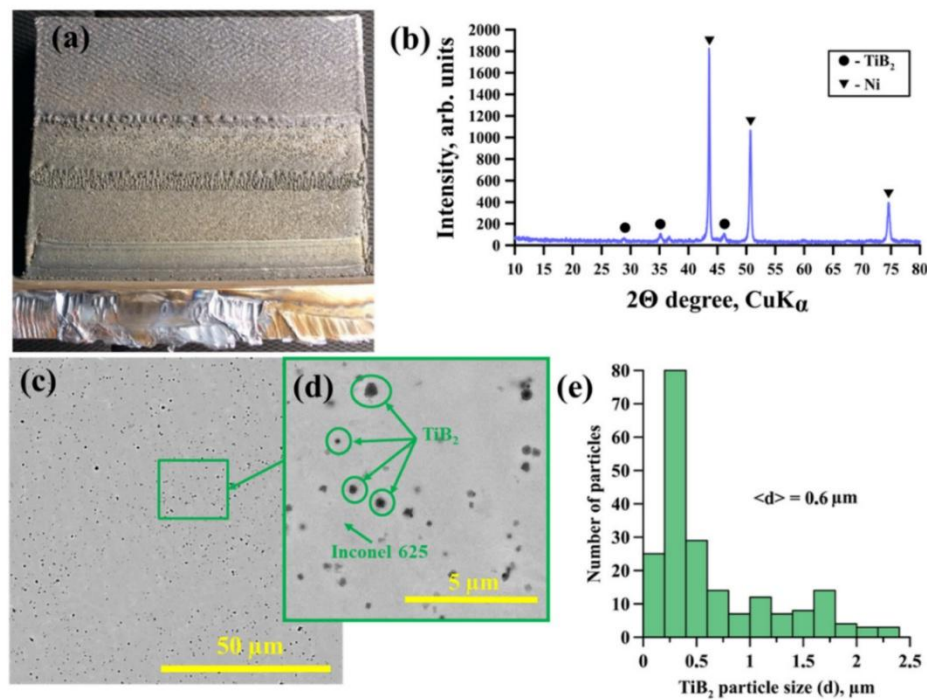 (a)
(b)
Intensity, arb. units
2000
1800
1600
1400
1200
1000
800
600
400
200
0
● - TiB₂
▼ - Ni
10 15 20 25 30 35 40 45 50 55 60 65 70 75 80
2Θ degree, CuKα
(c)
50 µm
(d)
TiB₂
Inconel 625
5 µm
(e)
Number of particles
80
70
60
50
40
30
20
10
0
<d> = 0.6 µm
0 0.5 1 1.5 2 2.5
TiB₂ particle size (d), µm